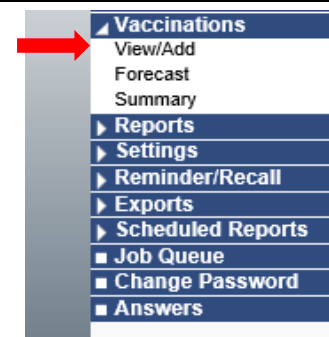 Vaccinations
View/Add
Forecast
Summary
Reports
Settings
Reminder/Recall
Exports
Scheduled Reports
Job Queue
Change Password
Answers